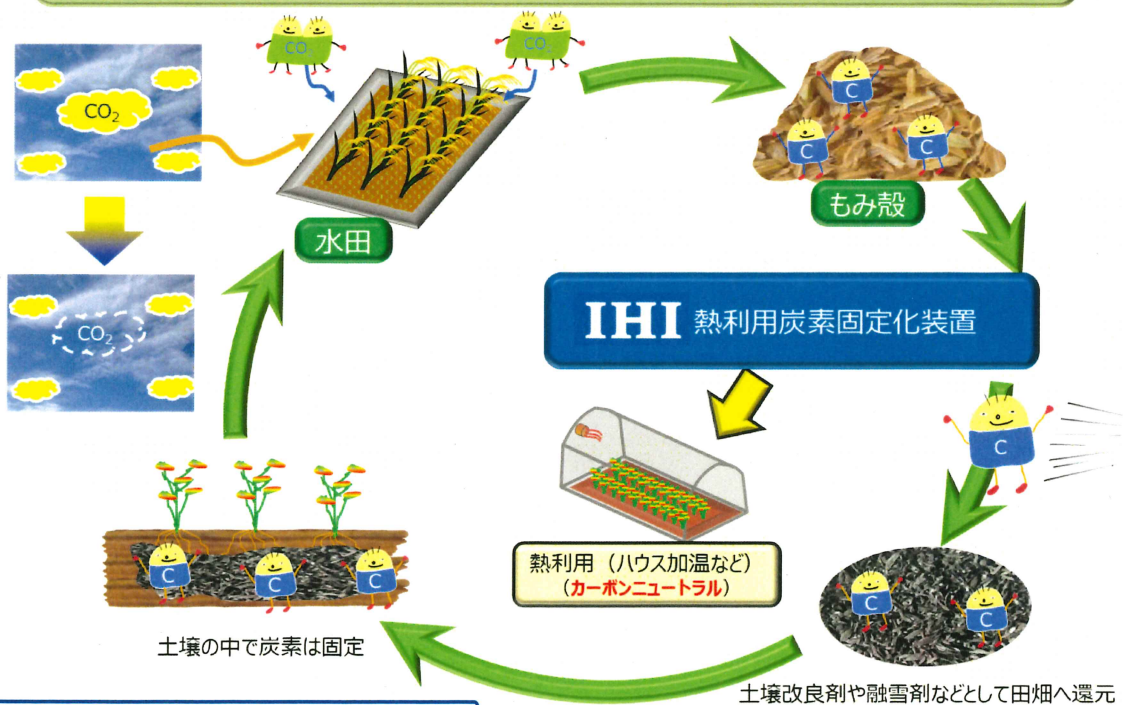 CO₂
CO
CO
C
C
C
水田
もみ殻
CO₂
IHI 熱利用炭素固定化装置
C
熱利用（ハウス加温など）
（カーボンニュートラル）
C
C
C
C
C
土壌の中で炭素は固定
土壌改良剤や融雪剤などとして田畑へ還元